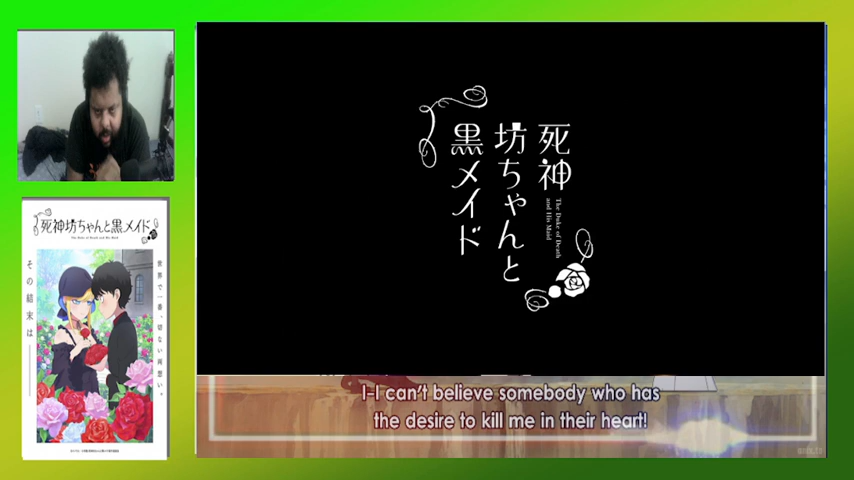 死神
坊ちゃんと
黒メイド
The Duke of Death
and His Maid
死神坊ちゃんと黒メイド
The Duke of Death and His Maid
世界で一番、切ない両想い。
その結末は――
I-I can't believe somebody who has
the desire to kill me in their heart!